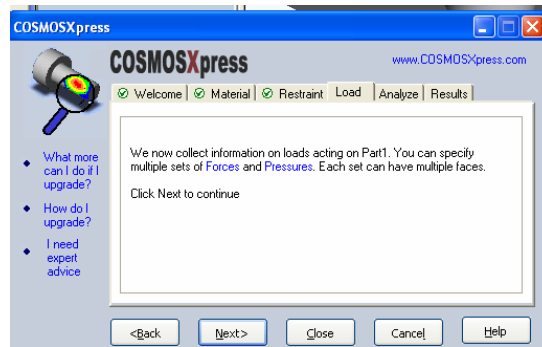 COSMOSXpress
COSMOSXpress
www.COSMOSXpress.com
Welcome
Material
Restraint
Load
Analyze
Results
What more
can I do if I
upgrade?
How do I
upgrade?
I need
expert
advice
We now collect information on loads acting on Part1. You can specify
multiple sets of Forces and Pressures. Each set can have multiple faces.
Click Next to continue
<Back
Next>
Close
Cancel
Help